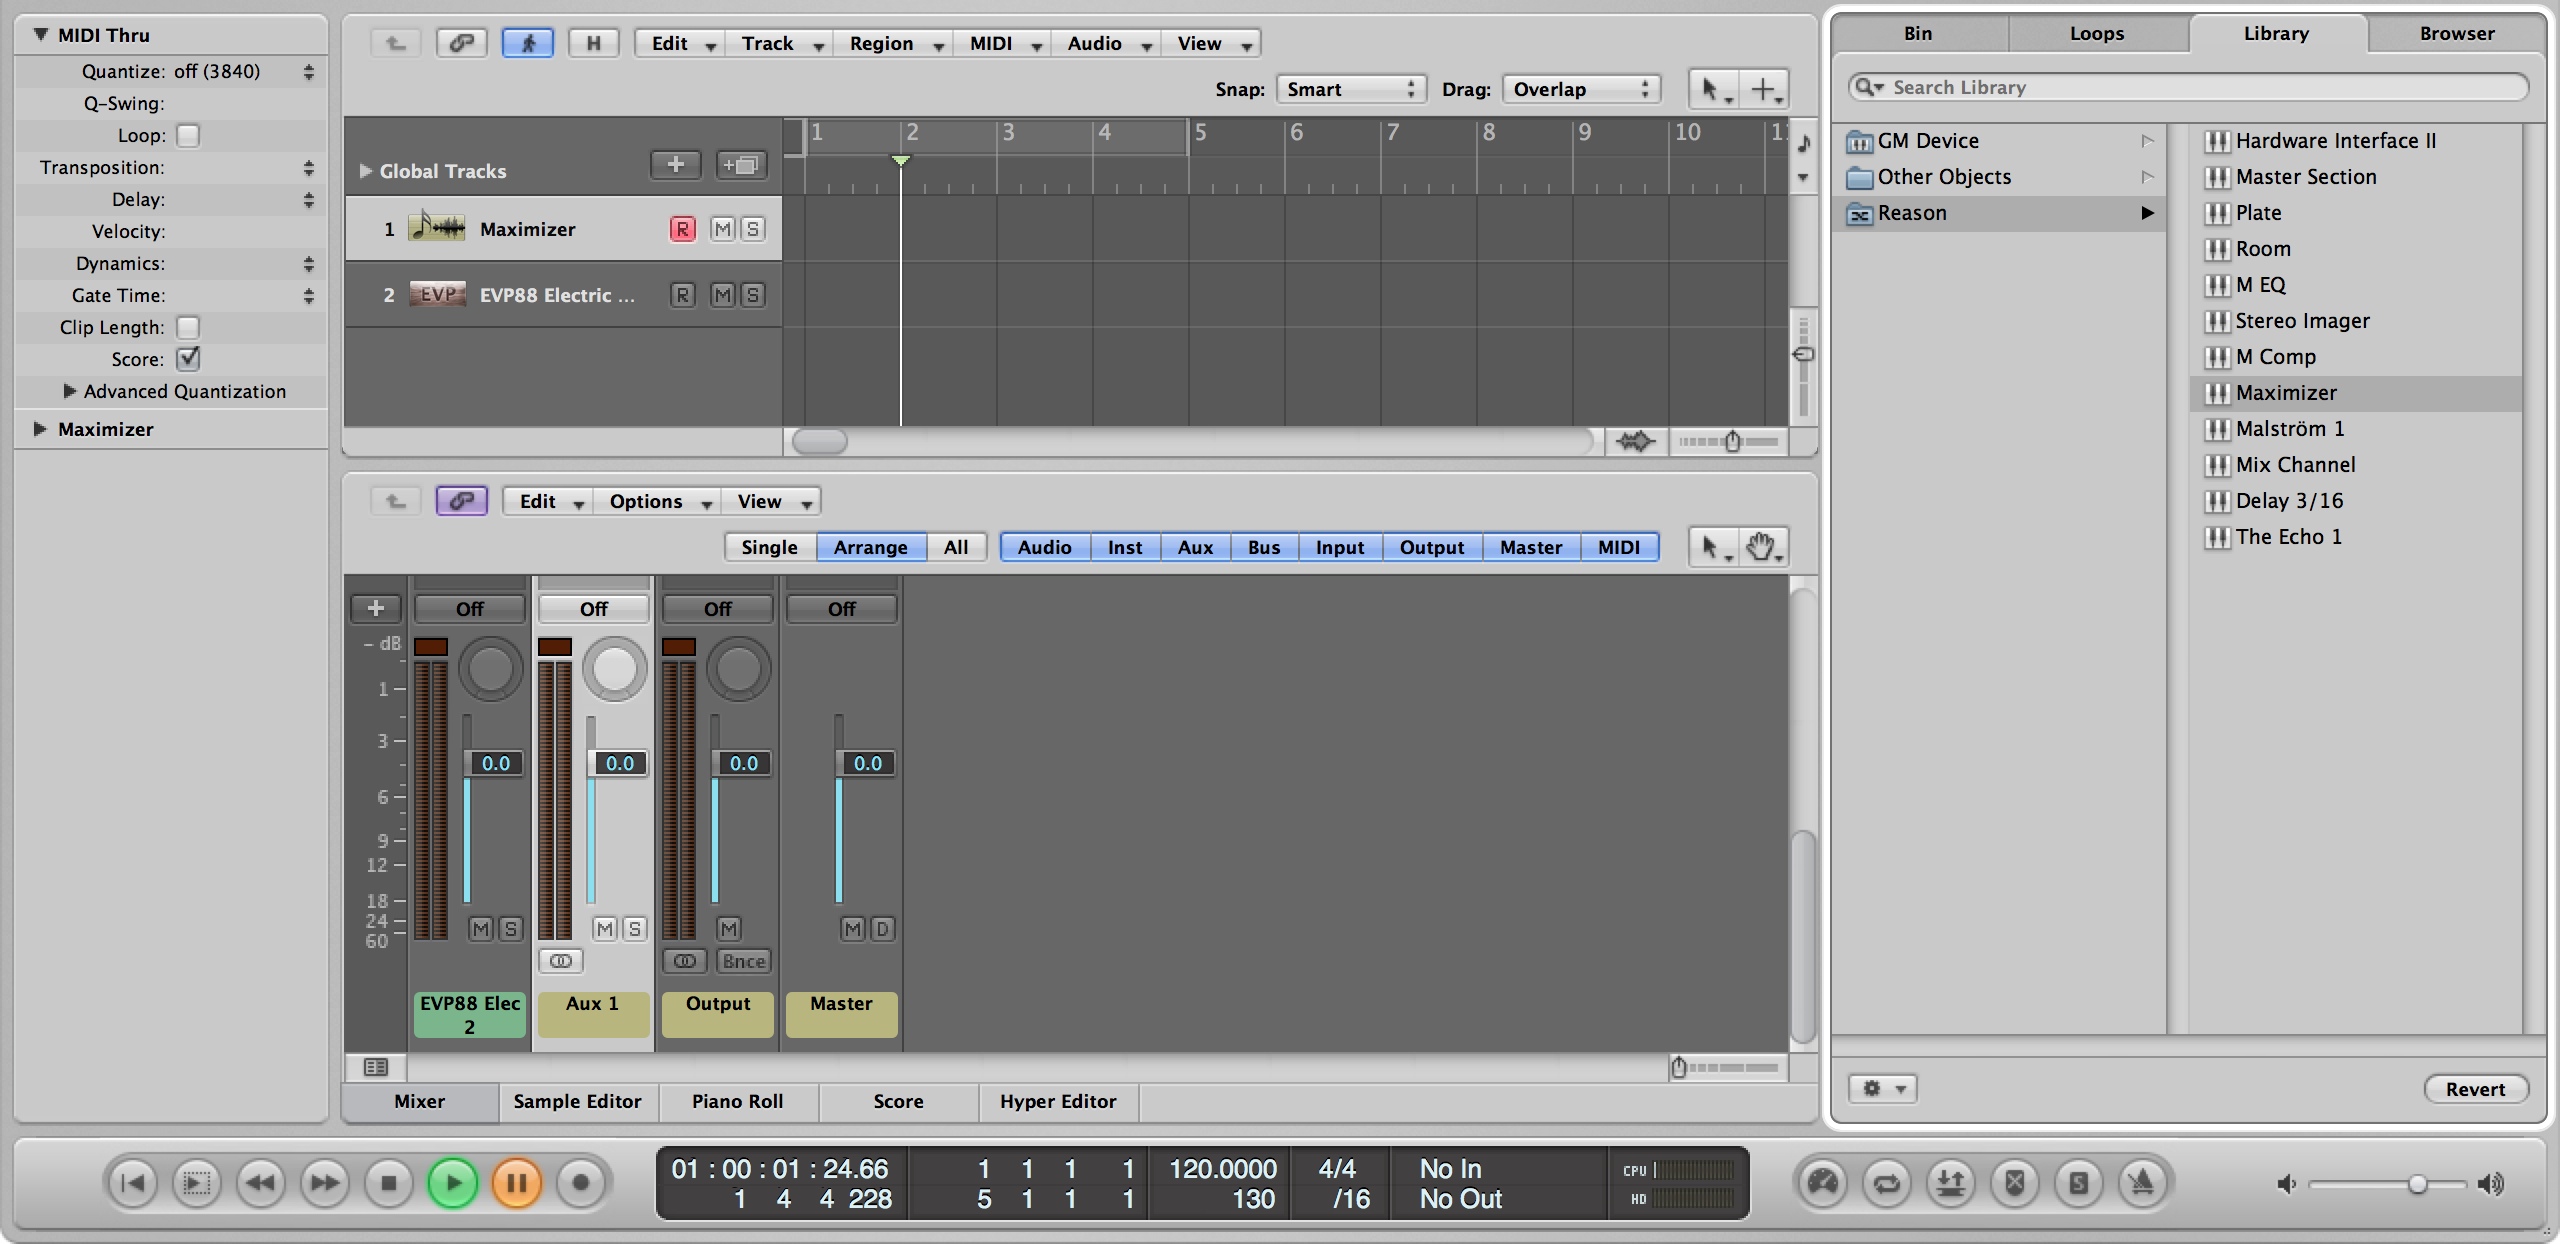 MIDI Thru
Quantize: off (3840)
Q-Swing:
Loop:
Transposition:
Delay:
Velocity:
Dynamics:
Gate Time:
Clip Length:
Score:
Advanced Quantization
Maximizer
H Edit Track Region MIDI Audio View
Snap: Smart Drag: Overlap
1 2 3 4 5 6 7 8 9 10 11
Global Tracks
1 Maximizer R M S
2 EVP EVP88 Electric ... R M S
Edit Options View
Single Arrange All Audio Inst Aux Bus Input Output Master MIDI
Off Off Off Off
- dB
1
3
0.0 0.0 0.0 0.0
6
9
12
18
24
60
M S M S M M D
Bnce
EVP88 Elec Aux 1 Output Master
2
Mixer Sample Editor Piano Roll Score Hyper Editor
Bin Loops Library Browser
Search Library
GM Device
Other Objects
Reason
Hardware Interface II
Master Section
Plate
Room
M EQ
Stereo Imager
M Comp
Maximizer
Malström 1
Mix Channel
Delay 3/16
The Echo 1
Revert
01 : 00 : 01 : 24.66 1 1 1 1 120.0000 4/4 No In CPU
1 4 4 228 5 1 1 1 130 /16 No Out HD
S